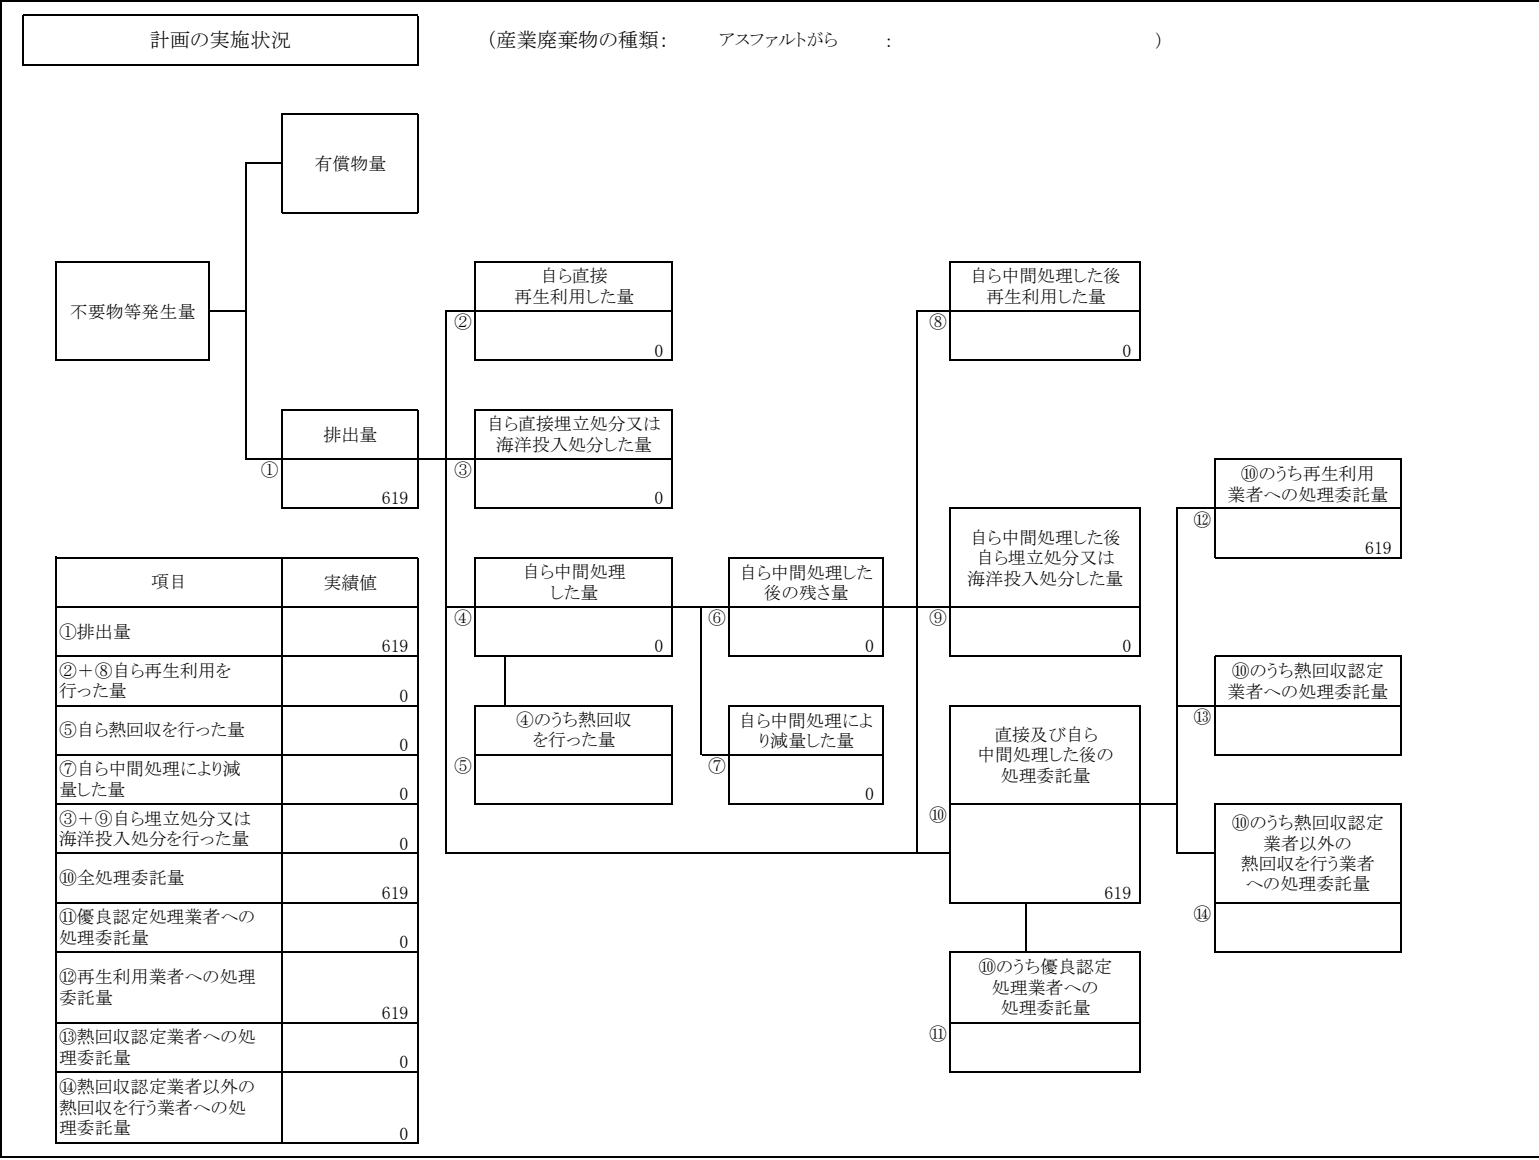 計画の実施状況
（産業廃棄物の種類： アスファルトがら ： ）
有償物量
不要物等発生量
自ら直接
再生利用した量
②
0
自ら中間処理した後
再生利用した量
⑧
0
排出量
①
619
自ら直接埋立処分又は
海洋投入処分した量
③
0
⑩のうち再生利用
業者への処理委託量
⑫
619
自ら中間処理
した量
④
0
自ら中間処理した
後の残さ量
⑥
0
自ら中間処理した後
自ら埋立処分又は
海洋投入処分した量
⑨
0
⑩のうち熱回収認定
業者への処理委託量
⑬
④のうち熱回収
を行った量
⑤
自ら中間処理によ
り減量した量
⑦
0
直接及び自ら
中間処理した後の
処理委託量
⑩
619
⑩のうち熱回収認定
業者以外の
熱回収を行う業者
への処理委託量
⑭
⑩のうち優良認定
処理業者への
処理委託量
⑪
項目 実績値
①排出量
619
②＋⑧自ら再生利用を
行った量
0
⑤自ら熱回収を行った量
0
⑦自ら中間処理により減
量した量
0
③＋⑨自ら埋立処分又は
海洋投入処分を行った量
0
⑩全処理委託量
619
⑪優良認定処理業者への
処理委託量
0
⑫再生利用業者への処理
委託量
619
⑬熱回収認定業者への処
理委託量
0
⑭熱回収認定業者以外の
熱回収を行う業者への処
理委託量
0